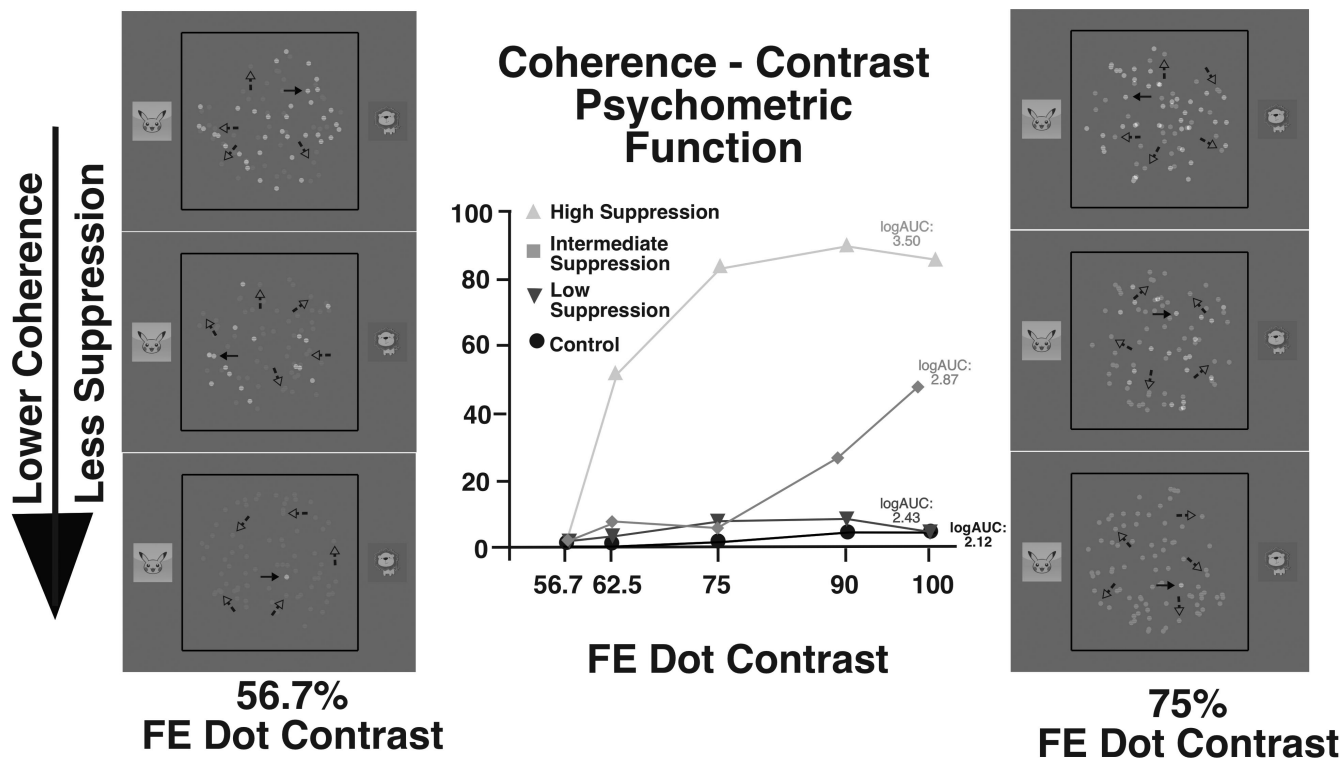 Lower Coherence
Less Suppression
56.7%
FE Dot Contrast
Coherence - Contrast
Psychometric
Function
100
80
60
40
20
0
High Suppression
Intermediate
Suppression
Low
Suppression
Control
logAUC:
3.50
logAUC:
2.87
logAUC:
2.43
logAUC:
2.12
56.7 62.5 75 90 100
FE Dot Contrast
75%
FE Dot Contrast